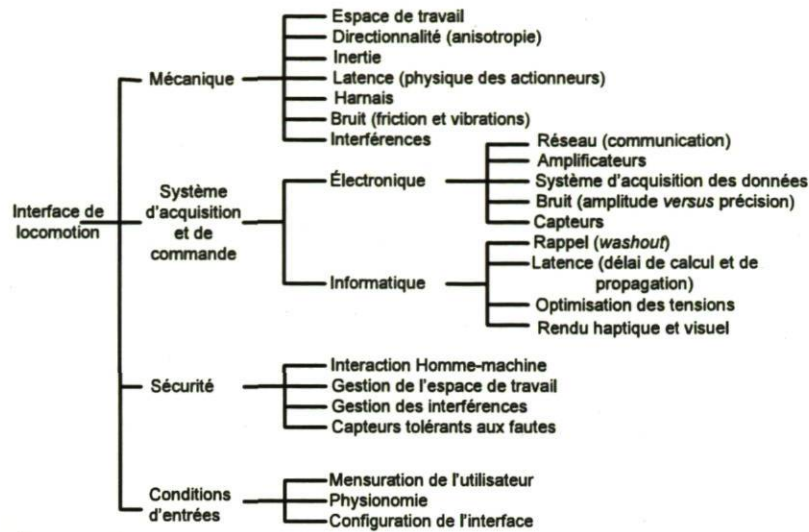 Interface de
locomotion
Mécanique
Espace de travail
Directionnalité (anisotropie)
Inertie
Latence (physique des actionneurs)
Harnais
Bruit (friction et vibrations)
Interférences
Système
d'acquisition
et de
commande
Électronique
Réseau (communication)
Amplificateurs
Système d'acquisition des données
Bruit (amplitude versus précision)
Capteurs
Informatique
Rappel (washout)
Latence (délai de calcul et de
propagation)
Optimisation des tensions
Rendu haptique et visuel
Sécurité
Interaction Homme-machine
Gestion de l'espace de travail
Gestion des interférences
Capteurs tolérants aux fautes
Conditions
d'entrées
Mensuration de l'utilisateur
Physionomie
Configuration de l'interface